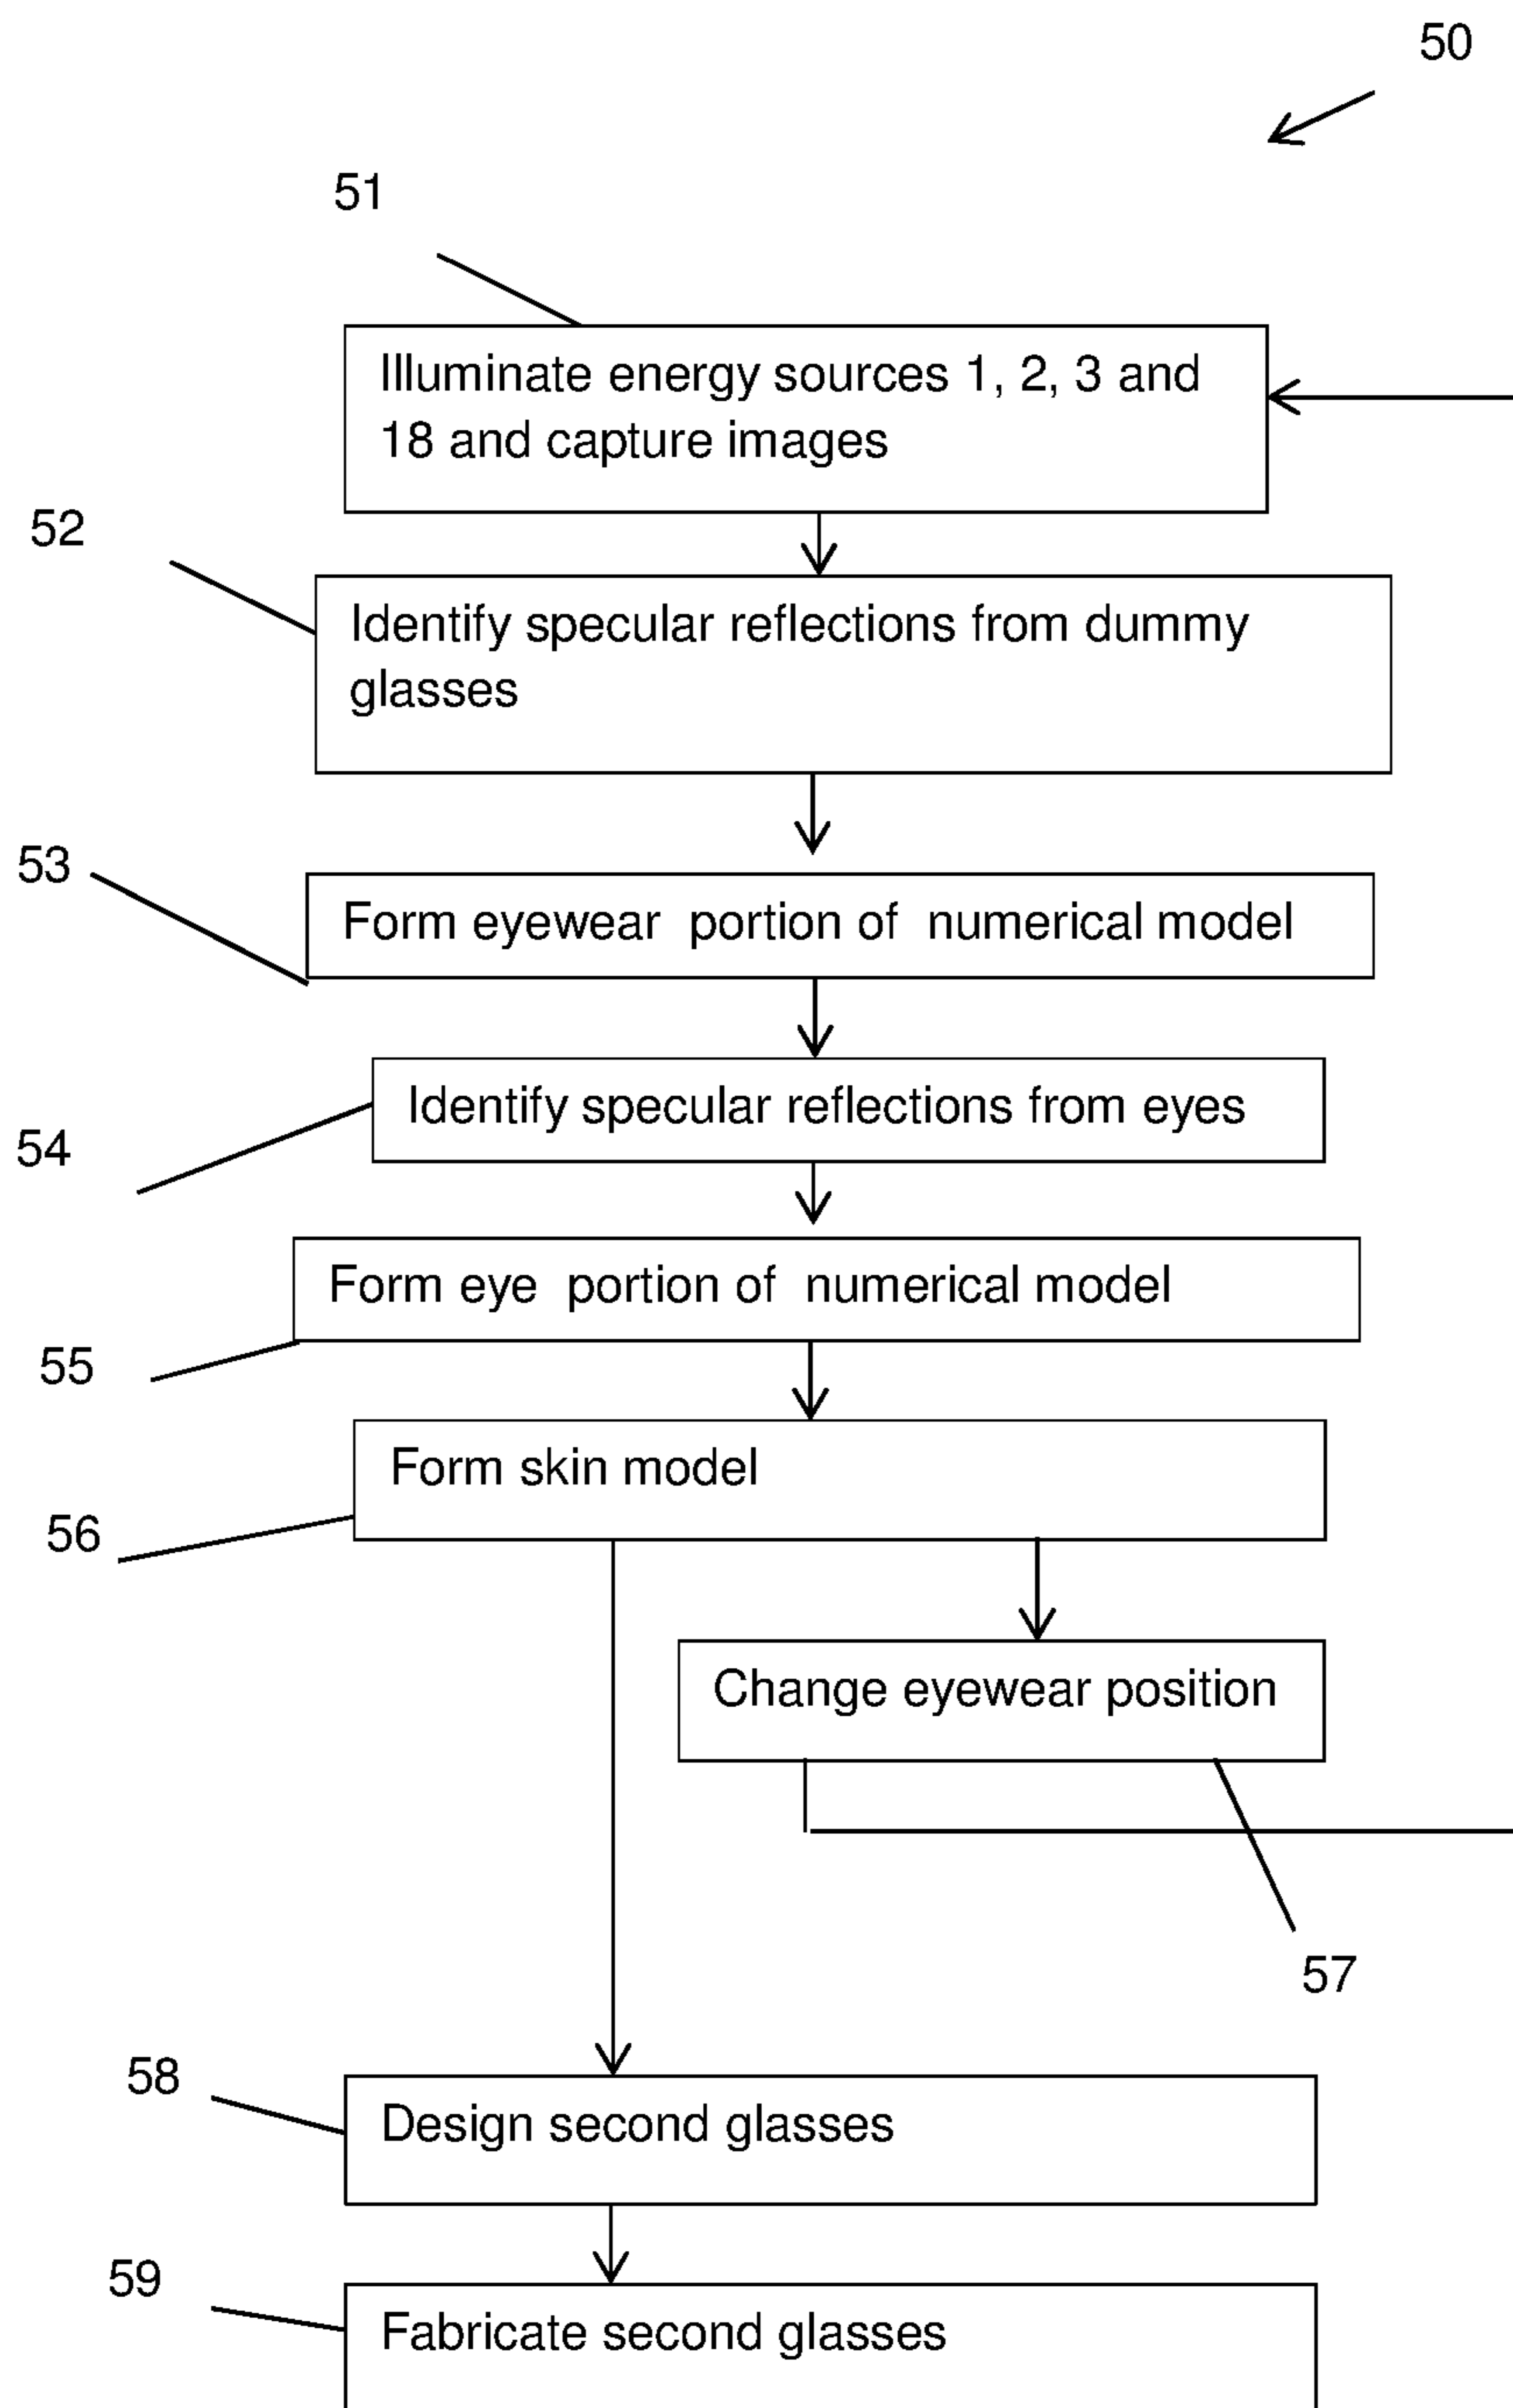 50
51
Illuminate energy sources 1, 2, 3 and
18 and capture images
52
Identify specular reflections from dummy
glasses
53
Form eyewear portion of numerical model
54
Identify specular reflections from eyes
Form eye portion of numerical model
55
Form skin model
56
Change eyewear position
57
58
Design second glasses
59
Fabricate second glasses